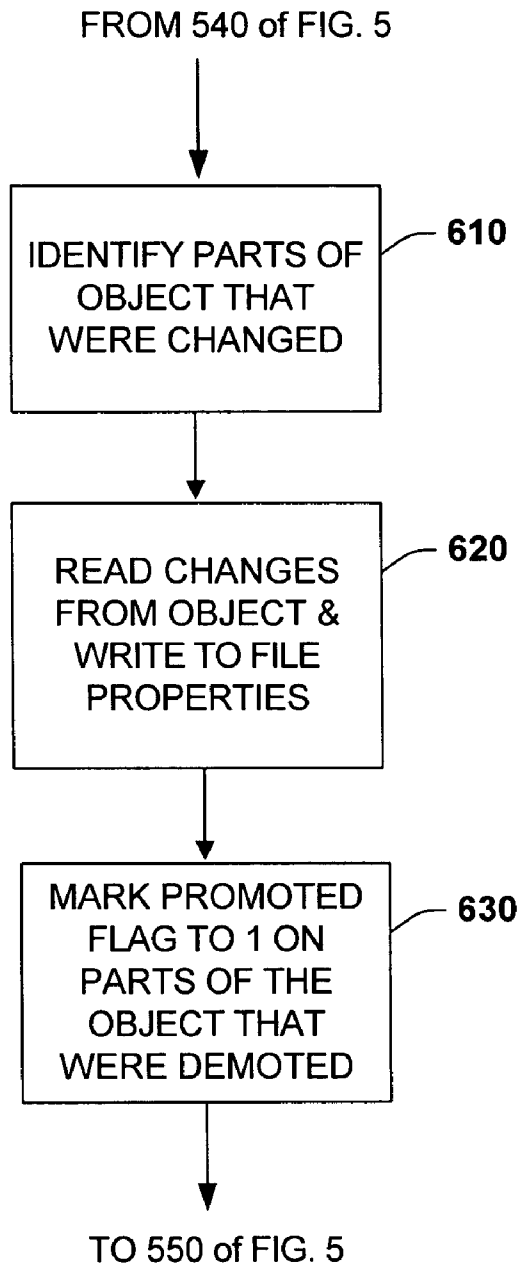 FROM 540 of FIG. 5
610
IDENTIFY PARTS OF
OBJECT THAT
WERE CHANGED
620
READ CHANGES
FROM OBJECT &
WRITE TO FILE
PROPERTIES
630
MARK PROMOTED
FLAG TO 1 ON
PARTS OF THE
OBJECT THAT
WERE DEMOTED
TO 550 of FIG. 5